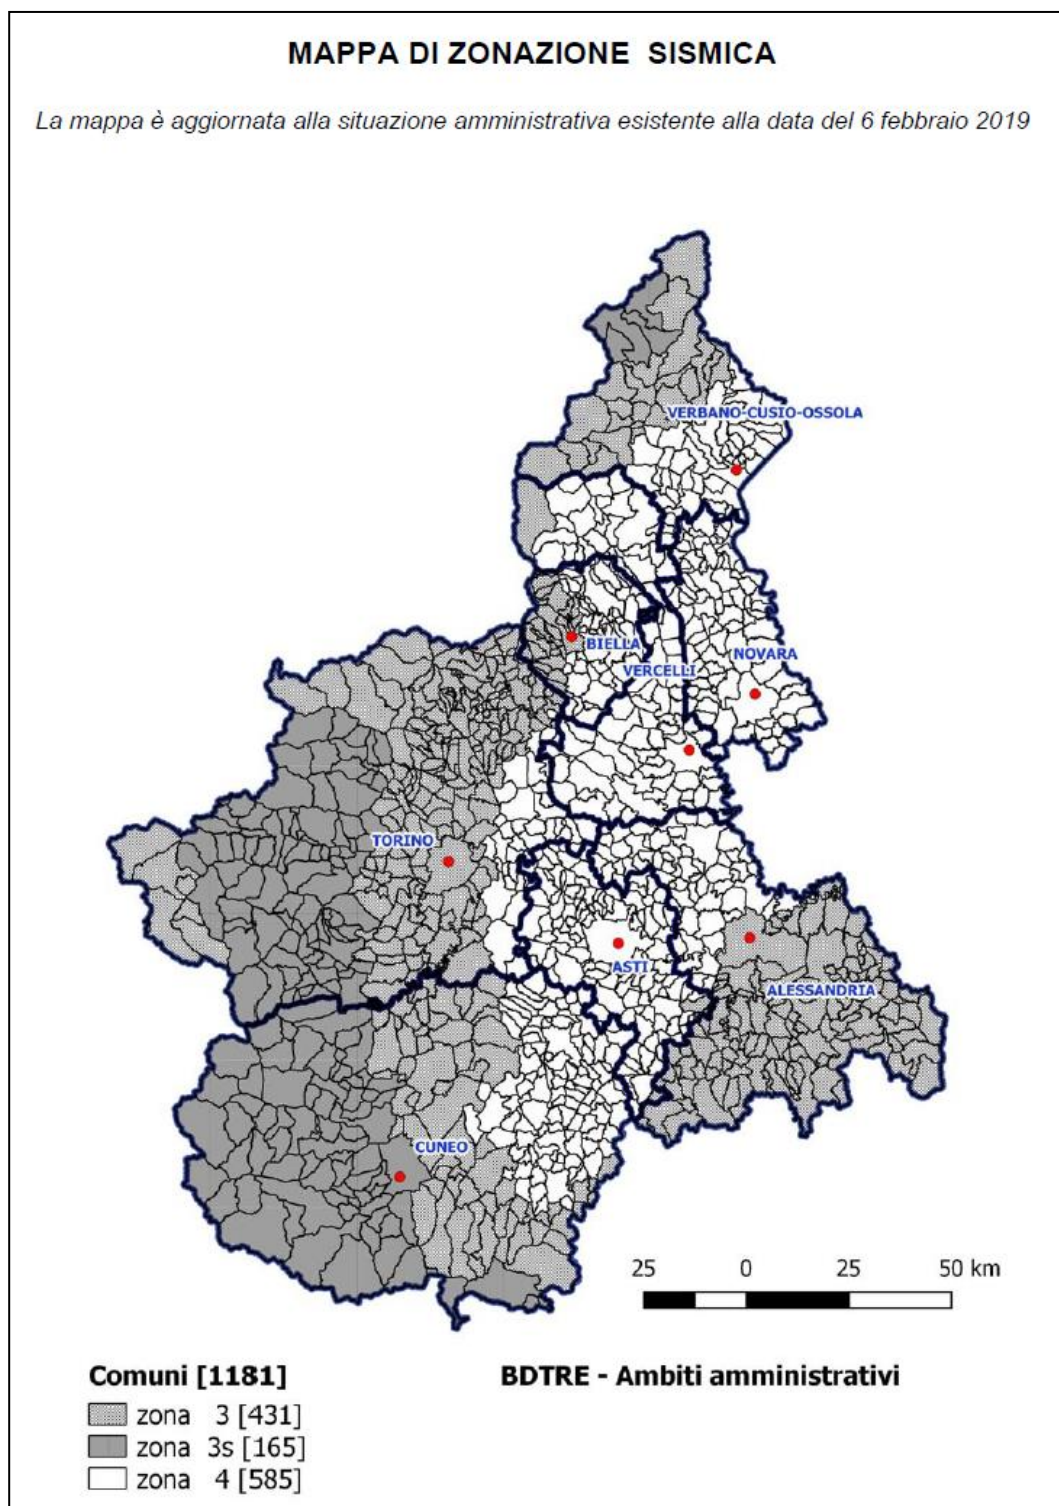 MAPPA DI ZONAZIONE SISMICA
La mappa è aggiornata alla situazione amministrativa esistente alla data del 6 febbraio 2019
VERBANO-CUSIO-OSSOLA
BIELLA
NOVARA
VERCELLI
TORINO
ASTI
ALESSANDRIA
CUNEO
25 0 25 50 km
Comuni [1181]
BDTRE - Ambiti amministrativi
zona 3 [431]
zona 3s [165]
zona 4 [585]